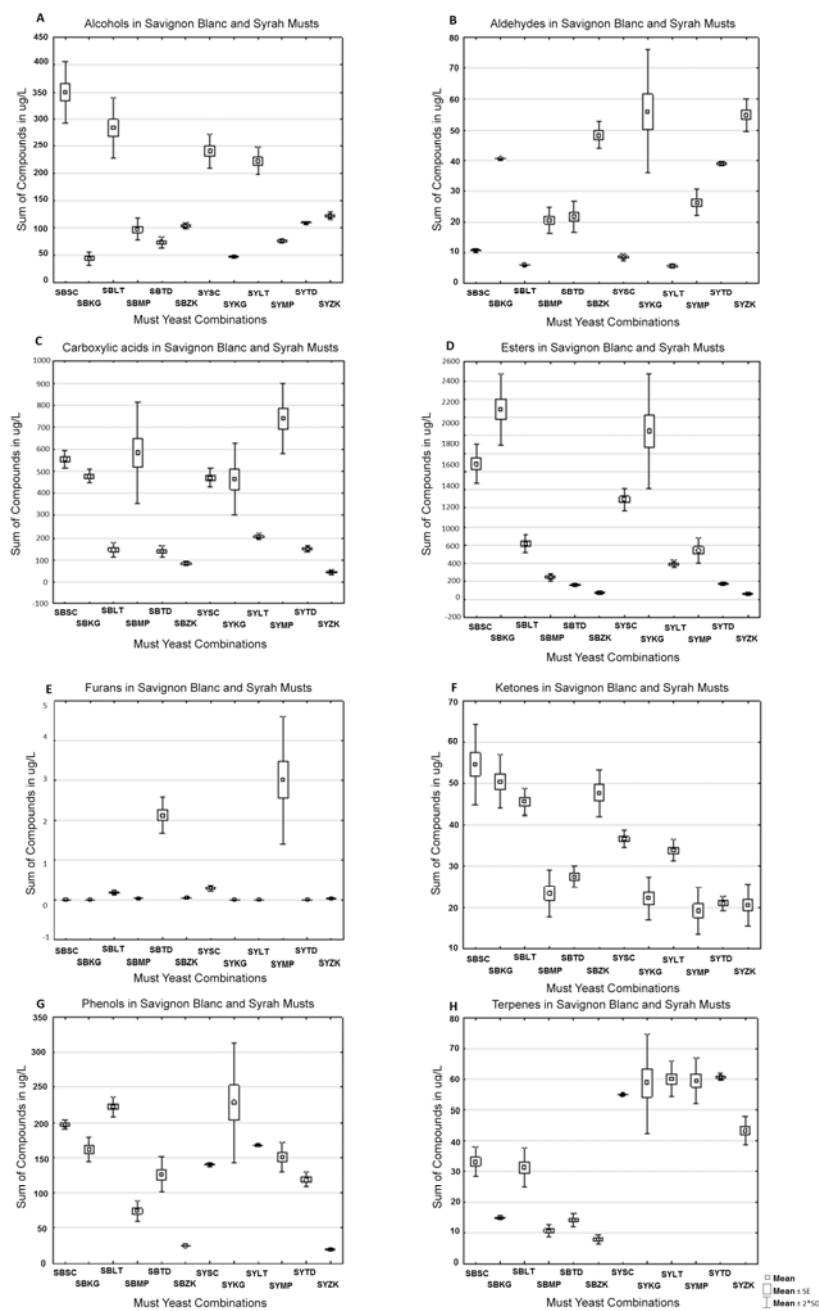 A
Alcohols in Savignon Blanc and Syrah Musts
Sum of Compounds in ug/L
450
400
350
300
250
200
150
100
50
0
SBSC SBLT SBTD SYSC SYLT SYTD
SBKG SBMP SBZK SYKG SYMP SYZK
Must Yeast Combinations
B
Aldehydes in Savignon Blanc and Syrah Musts
Sum of Compounds in ug/L
80
70
60
50
40
30
20
10
0
SBSC SBLT SBTD SYSC SYLT SYTD
SBKG SBMP SBZK SYKG SYMP SYZK
Must Yeast Combinations
C
Carboxylic acids in Savignon Blanc and Syrah Musts
Sum of Compounds in ug/L
1000
900
800
700
600
500
400
300
200
100
0
-100
SBSC SBLT SBTD SYSC SYLT SYTD
SBKG SBMP SBZK SYKG SYMP SYZK
Must Yeast Combinations
D
Esters in Savignon Blanc and Syrah Musts
Sum of Compounds in ug/L
2600
2200
2000
1800
1600
1000
600
400
200
0
-200
SBSC SBLT SBTD SYSC SYLT SYTD
SBKG SBMP SBZK SYKG SYMP SYZK
Must Yeast Combinations
E
Furans in Savignon Blanc and Syrah Musts
Sum of Compounds in ug/L
5
4
3
2
1
0
-1
SBSC SBLT SBTD SYSC SYLT SYTD
SBKG SBMP SBZK SYKG SYMP SYZK
Must Yeast Combinations
F
Ketones in Savignon Blanc and Syrah Musts
Sum of Compounds in ug/L
70
60
50
40
30
20
10
SBSC SBLT SBTD SYSC SYLT SYTD
SBKG SBMP SBZK SYKG SYMP SYZK
Must Yeast Combinations
G
Phenols in Savignon Blanc and Syrah Musts
Sum of Compounds in ug/L
350
300
250
200
150
100
50
0
SBSC SBLT SBTD SYSC SYLT SYTD
SBKG SBMP SBZK SYKG SYMP SYZK
Must Yeast Combinations
H
Terpenes in Savignon Blanc and Syrah Musts
Sum of Compounds in ug/L
80
70
60
50
40
30
20
10
0
SBSC SBLT SBTD SYSC SYLT SYTD
SBKG SBMP SBZK SYKG SYMP SYZK
Must Yeast Combinations
Mean
Mean±SE
Mean±2*SD